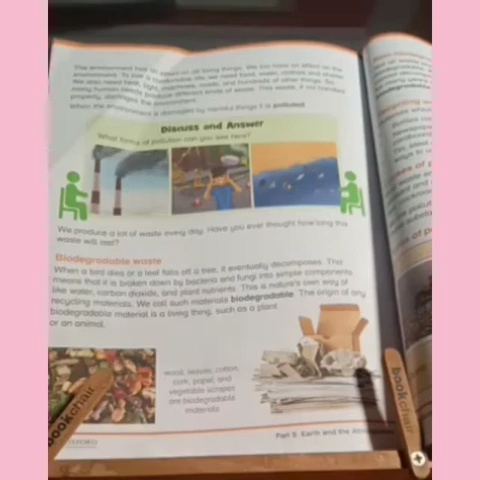 The environment has an effect on all living things. We too have an effect on the
environment. To live a comfortable life, we need food, water, clothes and shelter.
We also need heat, light, machines, roads, and hundreds of other things. So
many human needs produce different kinds of waste. This waste, if not handled
properly, damages the environment.
When the environment is damaged by harmful things it is polluted.
Discuss and Answer
What forms of pollution can you see here?
We produce a lot of waste every day. Have you ever thought how long this
waste will last?
Biodegradable waste
When a bird dies or a leaf falls off a tree, it eventually decomposes. This
means that it is broken down by bacteria and fungi into simple components
like water, carbon dioxide, and plant nutrients. This is nature's own way of
recycling materials. We call such materials biodegradable. The origin of any
biodegradable material is a living thing, such as a plant
or an animal.
wood, leaves, cotton,
cork, paper, and
vegetable scrapes
are biodegradable
materials
OXFORD
Part 5 Earth and the
bookchair
bookchair